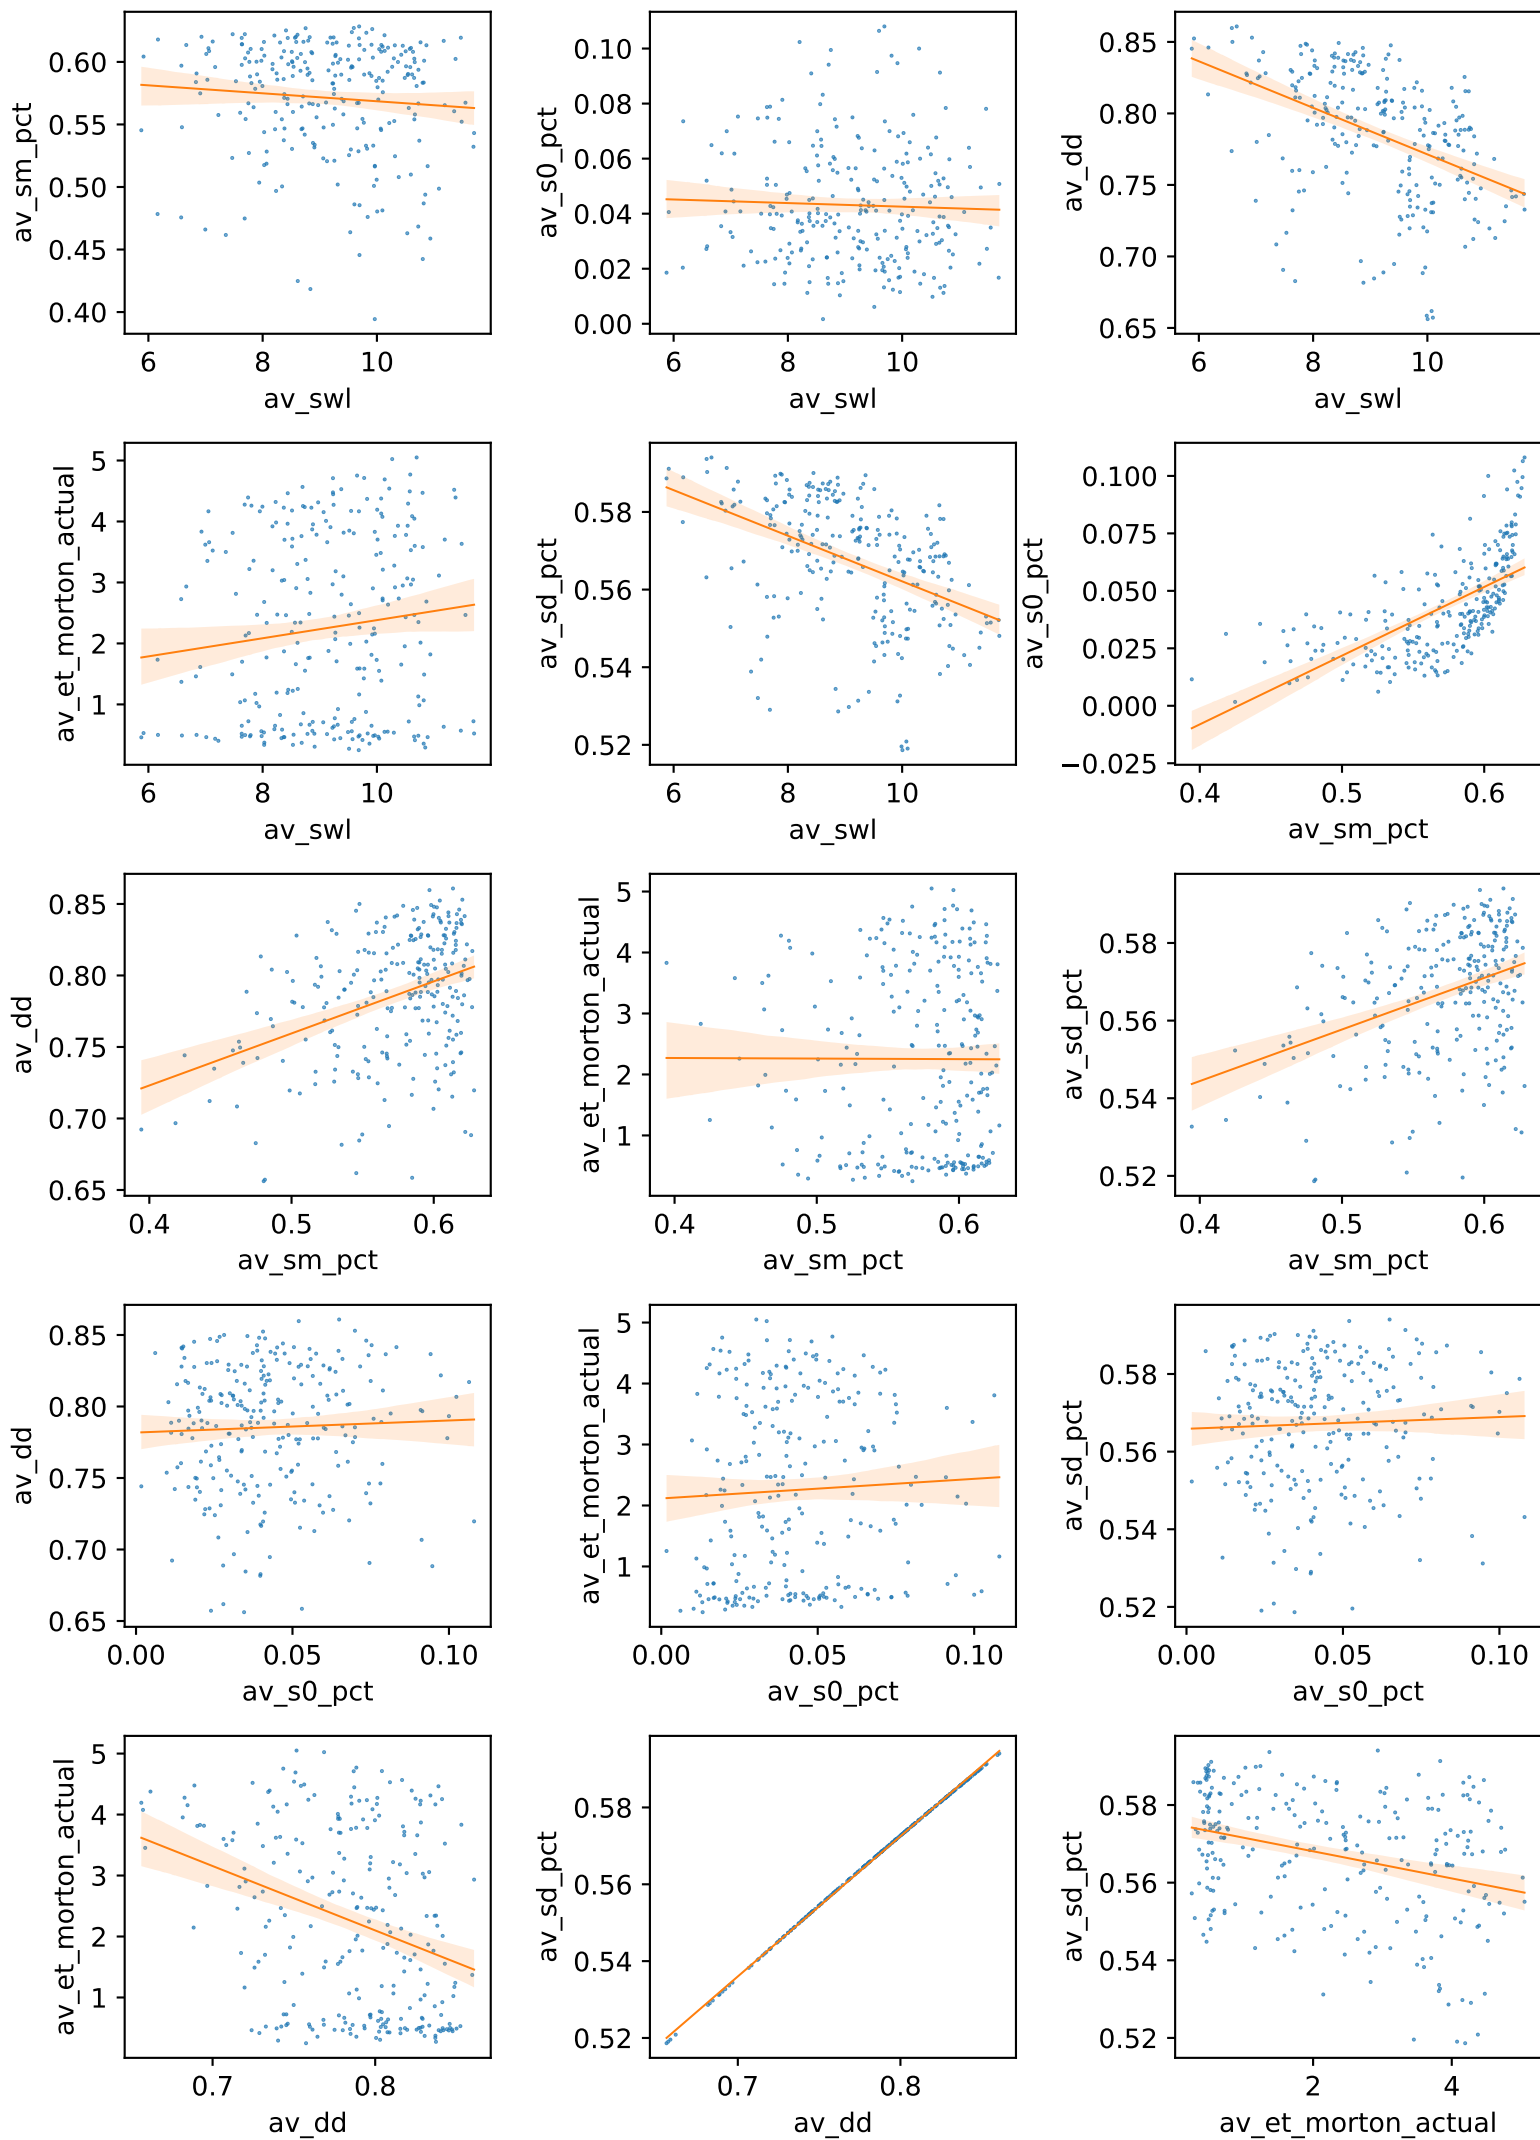 av_sm_pct
0.60
0.55
0.50
0.45
0.40
6 8 10
av_swl
av_s0_pct
0.10
0.08
0.06
0.04
0.02
0.00
6 8 10
av_swl
av_dd
0.85
0.80
0.75
0.70
0.65
6 8 10
av_swl
av_et_morton_actual
5
4
3
2
1
6 8 10
av_swl
av_sd_pct
0.58
0.56
0.54
0.52
6 8 10
av_swl
av_s0_pct
0.100
0.075
0.050
0.025
0.000
−0.025
0.4 0.5 0.6
av_sm_pct
av_dd
0.85
0.80
0.75
0.70
0.65
0.4 0.5 0.6
av_sm_pct
av_et_morton_actual
5
4
3
2
1
0.4 0.5 0.6
av_sm_pct
av_sd_pct
0.58
0.56
0.54
0.52
0.4 0.5 0.6
av_sm_pct
av_dd
0.85
0.80
0.75
0.70
0.65
0.00 0.05 0.10
av_s0_pct
av_et_morton_actual
5
4
3
2
1
0.00 0.05 0.10
av_s0_pct
av_sd_pct
0.58
0.56
0.54
0.52
0.00 0.05 0.10
av_s0_pct
av_et_morton_actual
5
4
3
2
1
0.7 0.8
av_dd
av_sd_pct
0.58
0.56
0.54
0.52
0.7 0.8
av_dd
av_sd_pct
0.58
0.56
0.54
0.52
2 4
av_et_morton_actual